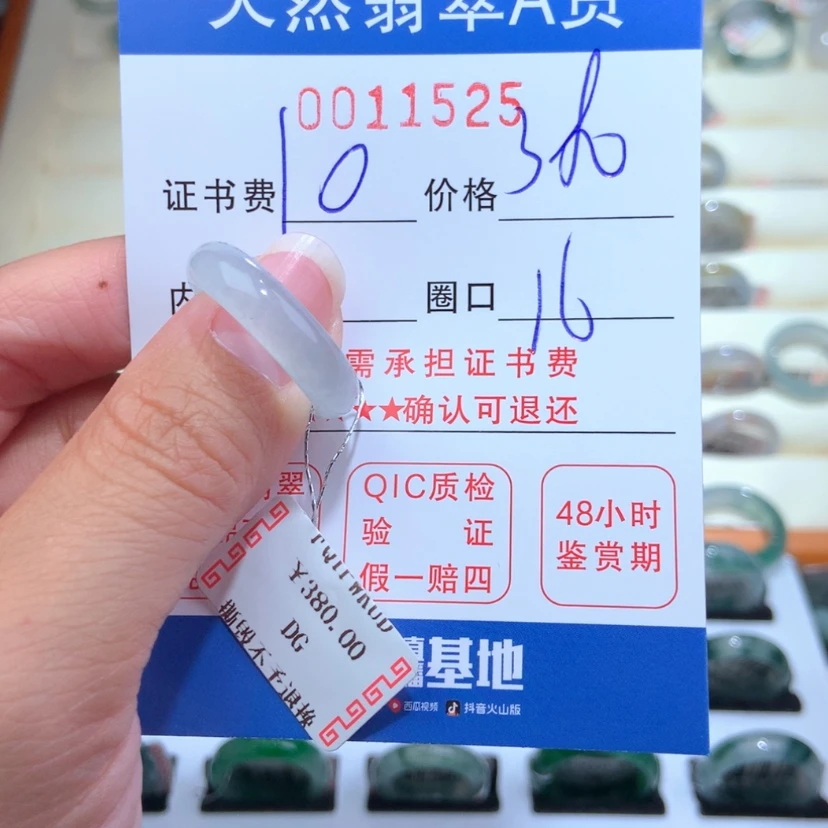 天然翡翠A货
0011525
证书费 10 价格 380
内 圈口 16
需承担证书费
★★确认可退还
翠
QIC质检
验 证
假一赔四
48小时
鉴赏期
¥380.00
DG
撕毁不予退换
基地
西瓜视频 抖音火山版